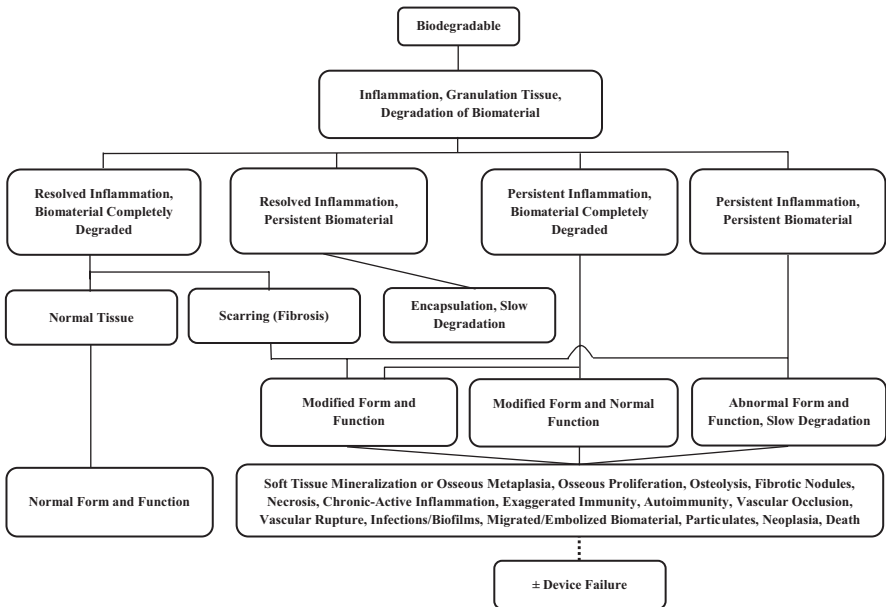 Biodegradable
Inflammation, Granulation Tissue,
Degradation of Biomaterial
Resolved Inflammation,
Biomaterial Completely
Degraded
Resolved Inflammation,
Persistent Biomaterial
Persistent Inflammation,
Biomaterial Completely
Degraded
Persistent Inflammation,
Persistent Biomaterial
Normal Tissue
Scarring (Fibrosis)
Encapsulation, Slow
Degradation
Modified Form and
Function
Modified Form and Normal
Function
Abnormal Form and
Function, Slow Degradation
Normal Form and Function
Soft Tissue Mineralization or Osseous Metaplasia, Osseous Proliferation, Osteolysis, Fibrotic Nodules,
Necrosis, Chronic-Active Inflammation, Exaggerated Immunity, Autoimmunity, Vascular Occlusion,
Vascular Rupture, Infections/Biofilms, Migrated/Embolized Biomaterial, Particulates, Neoplasia, Death
± Device Failure